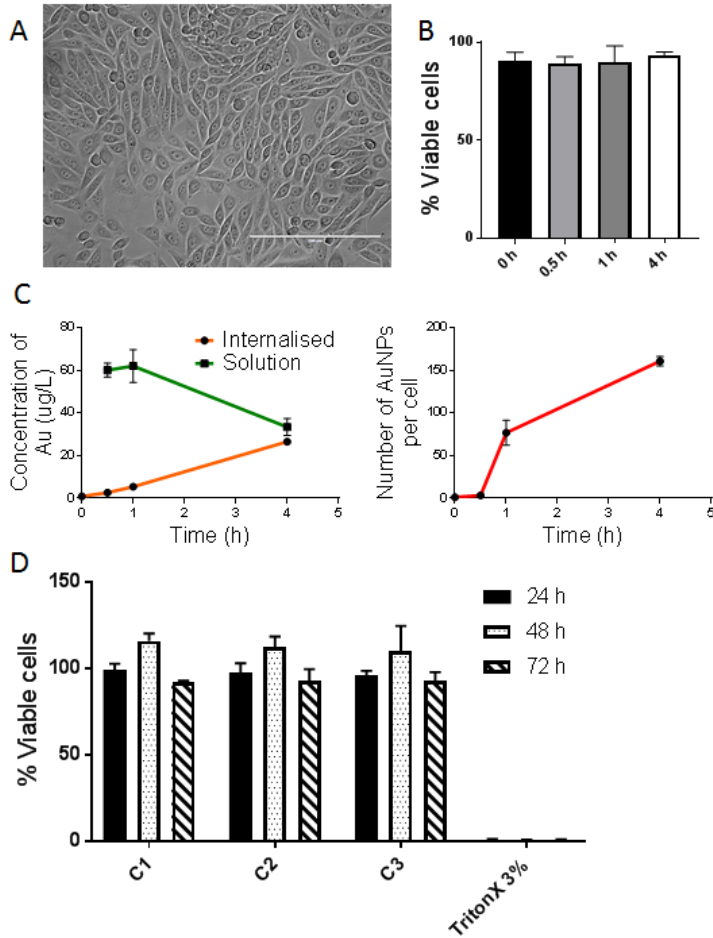 A
B
% Viable cells
100
50
0
0 h
0.5 h
1 h
4 h
C
Concentration of
Au (ug/L)
80
60
40
20
0
0
1
2
3
4
5
Time (h)
Internalised
Solution
Number of AuNPs
per cell
200
150
100
50
0
0
1
2
3
4
5
Time (h)
D
% Viable cells
150
100
50
0
C1
C2
C3
TritonX 3%
24 h
48 h
72 h